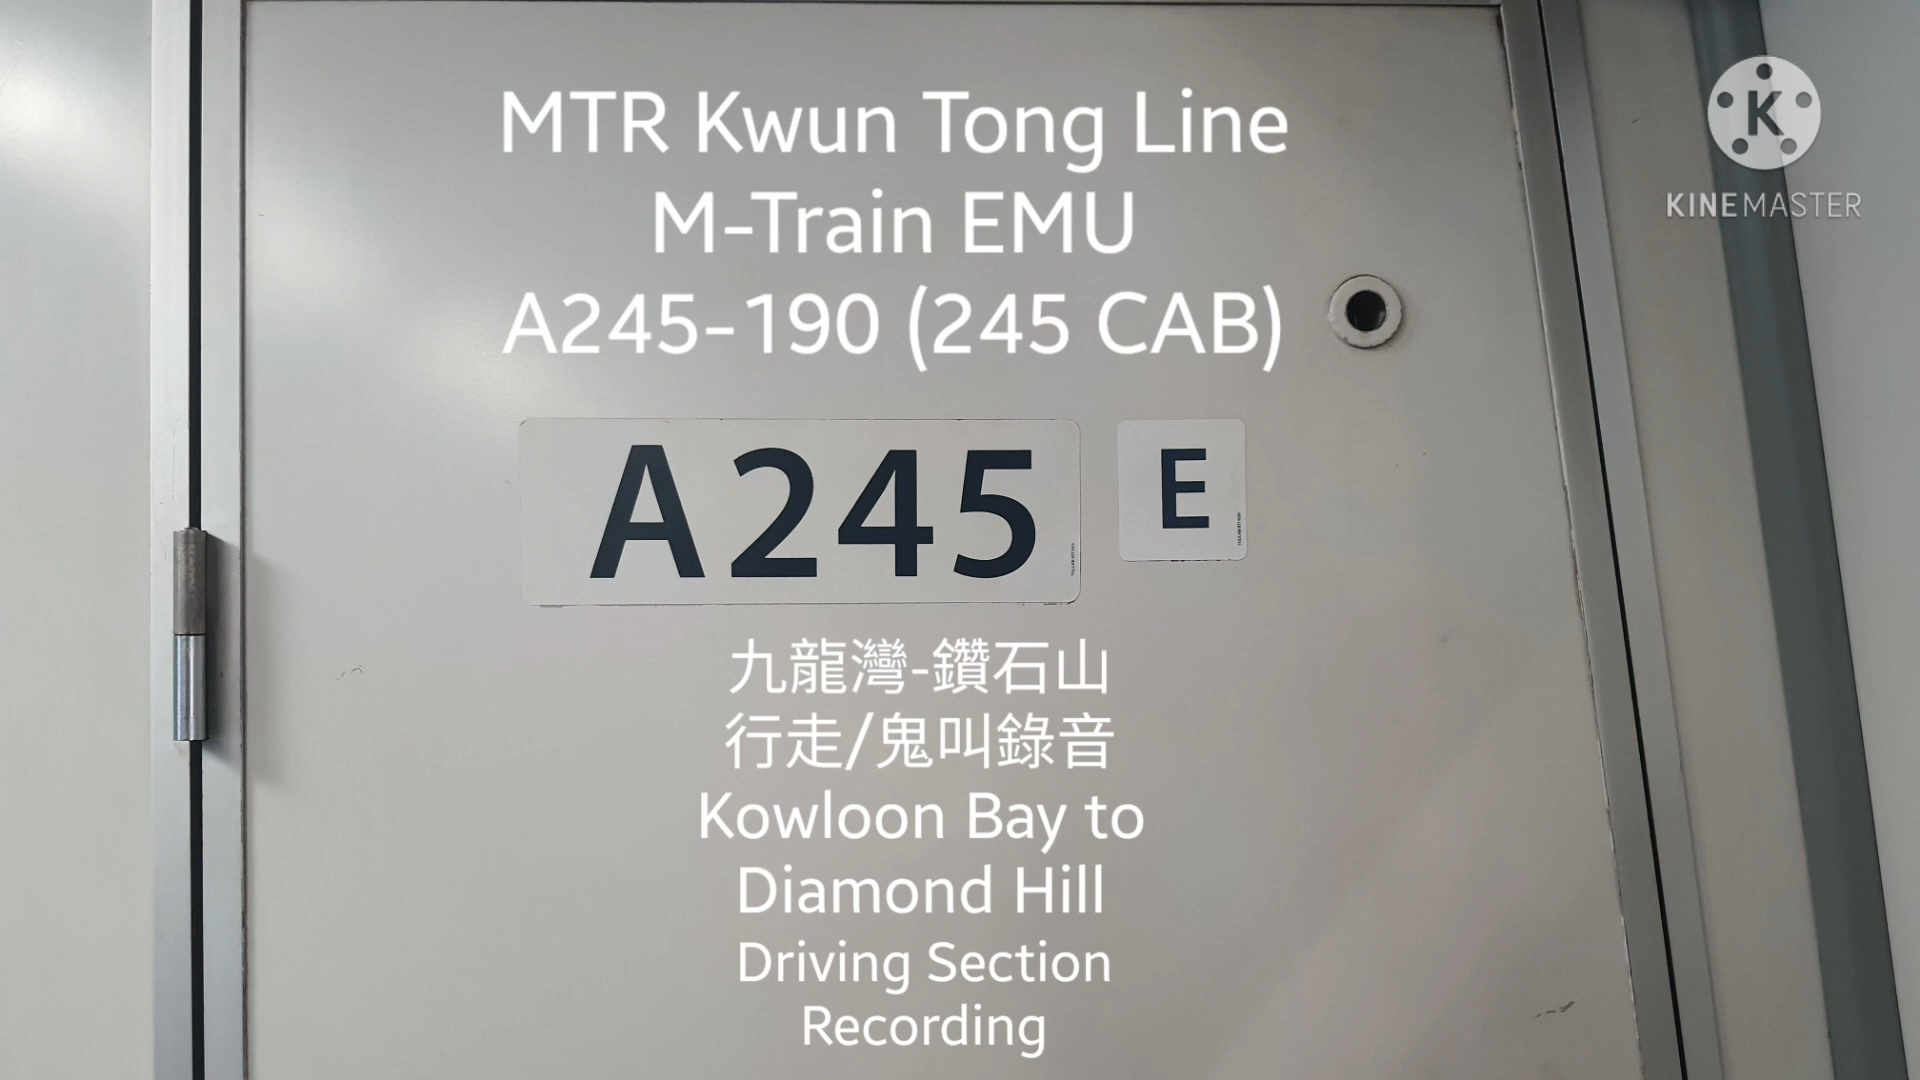 MTR Kwun Tong Line
M-Train EMU
A245-190 (245 CAB)
K
KINEMASTER
A245
E
九龍灣-鑽石山
行走/鬼叫錄音
Kowloon Bay to
Diamond Hill
Driving Section
Recording